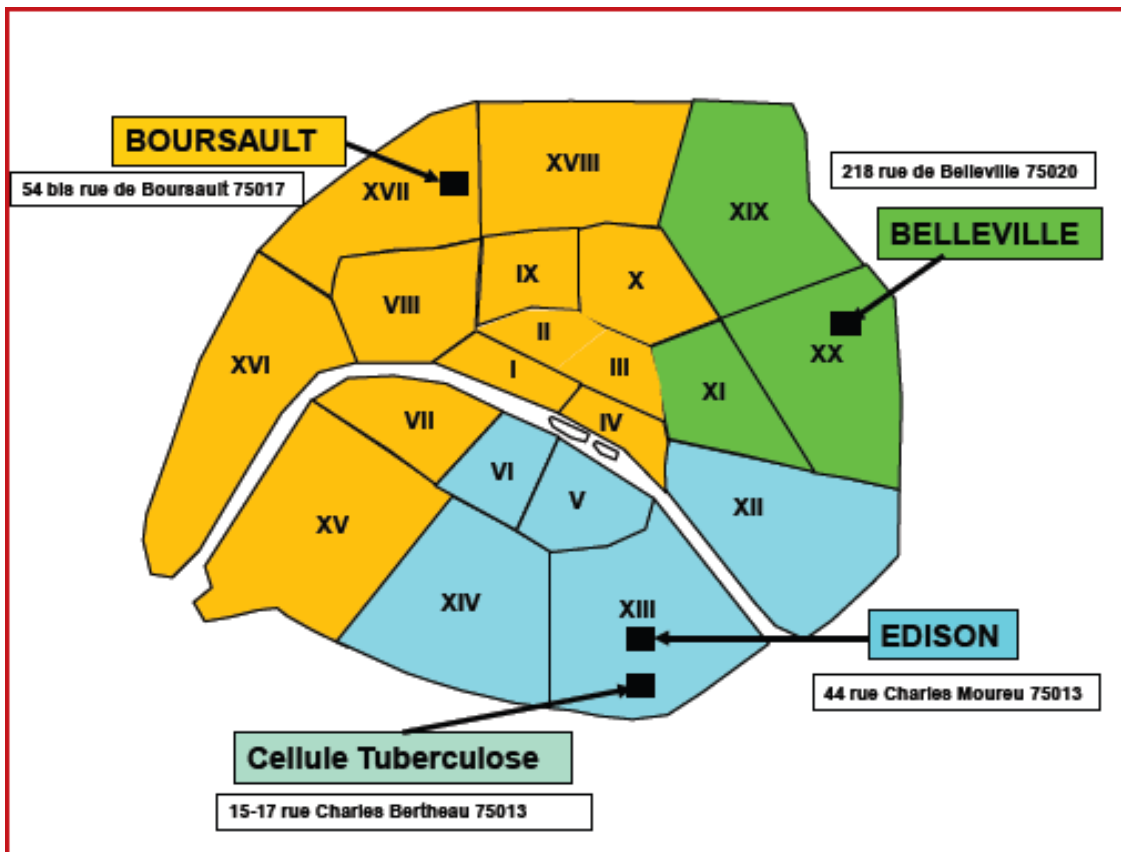 BOURSAULT
54 bis rue de Boursault 75017
218 rue de Belleville 75020
BELLEVILLE
XVIII
XVII
XIX
IX
X
VIII
II
XX
XVI
I
III
XI
VII
IV
VI
V
XII
XV
XIV
XIII
EDISON
44 rue Charles Moureu 75013
Cellule Tuberculose
15-17 rue Charles Bertheau 75013